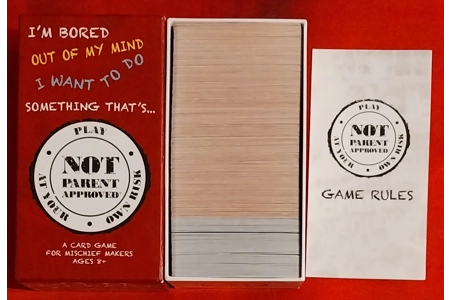 I'M BORED
OUT OF MY MIND
I WANT TO DO
SOMETHING THAT'S...
PLAY
NOT
PARENT
APPROVED
AT YOUR OWN RISK
A CARD GAME
FOR MISCHIEF MAKERS
AGES 8+
PLAY
NOT
PARENT
APPROVED
AT YOUR OWN RISK
GAME RULES